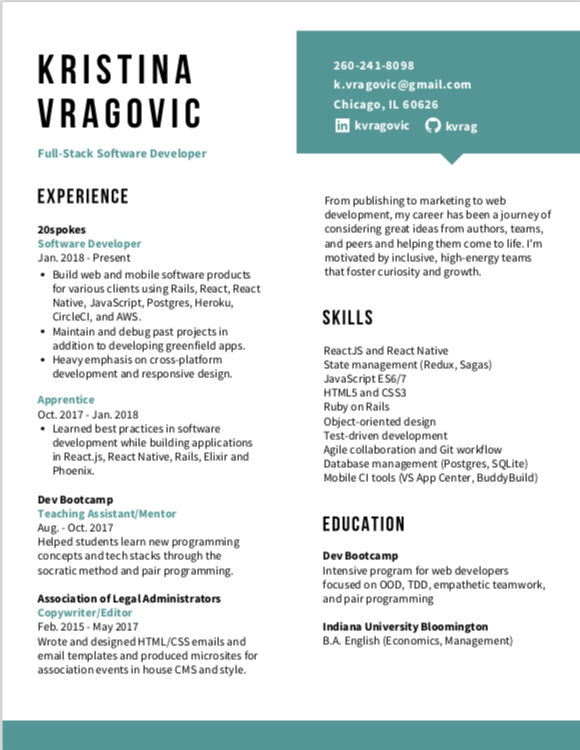 KRISTINA
VRAGOVIC
Full-Stack Software Developer
260-241-8098
k.vragovic@gmail.com
Chicago, IL 60626
kvragovic kvrag
EXPERIENCE
20spokes
Software Developer
Jan. 2018 - Present
• Build web and mobile software products
for various clients using Rails, React, React
Native, JavaScript, Postgres, Heroku,
CircleCI, and AWS.
• Maintain and debug past projects in
addition to developing greenfield apps.
• Heavy emphasis on cross-platform
development and responsive design.
Apprentice
Oct. 2017 - Jan. 2018
• Learned best practices in software
development while building applications
in React.js, React Native, Rails, Elixir and
Phoenix.
Dev Bootcamp
Teaching Assistant/Mentor
Aug. - Oct. 2017
Helped students learn new programming
concepts and tech stacks through the
socratic method and pair programming.
Association of Legal Administrators
Copywriter/Editor
Feb. 2015 - May 2017
Wrote and designed HTML/CSS emails and
email templates and produced microsites for
association events in house CMS and style.
From publishing to marketing to web
development, my career has been a journey of
considering great ideas from authors, teams,
and peers and helping them come to life. I'm
motivated by inclusive, high-energy teams
that foster curiosity and growth.
SKILLS
ReactJS and React Native
State management (Redux, Sagas)
JavaScript ES6/7
HTML5 and CSS3
Ruby on Rails
Object-oriented design
Test-driven development
Agile collaboration and Git workflow
Database management (Postgres, SQLite)
Mobile CI tools (VS App Center, BuddyBuild)
EDUCATION
Dev Bootcamp
Intensive program for web developers
focused on OOD, TDD, empathetic teamwork,
and pair programming
Indiana University Bloomington
B.A. English (Economics, Management)